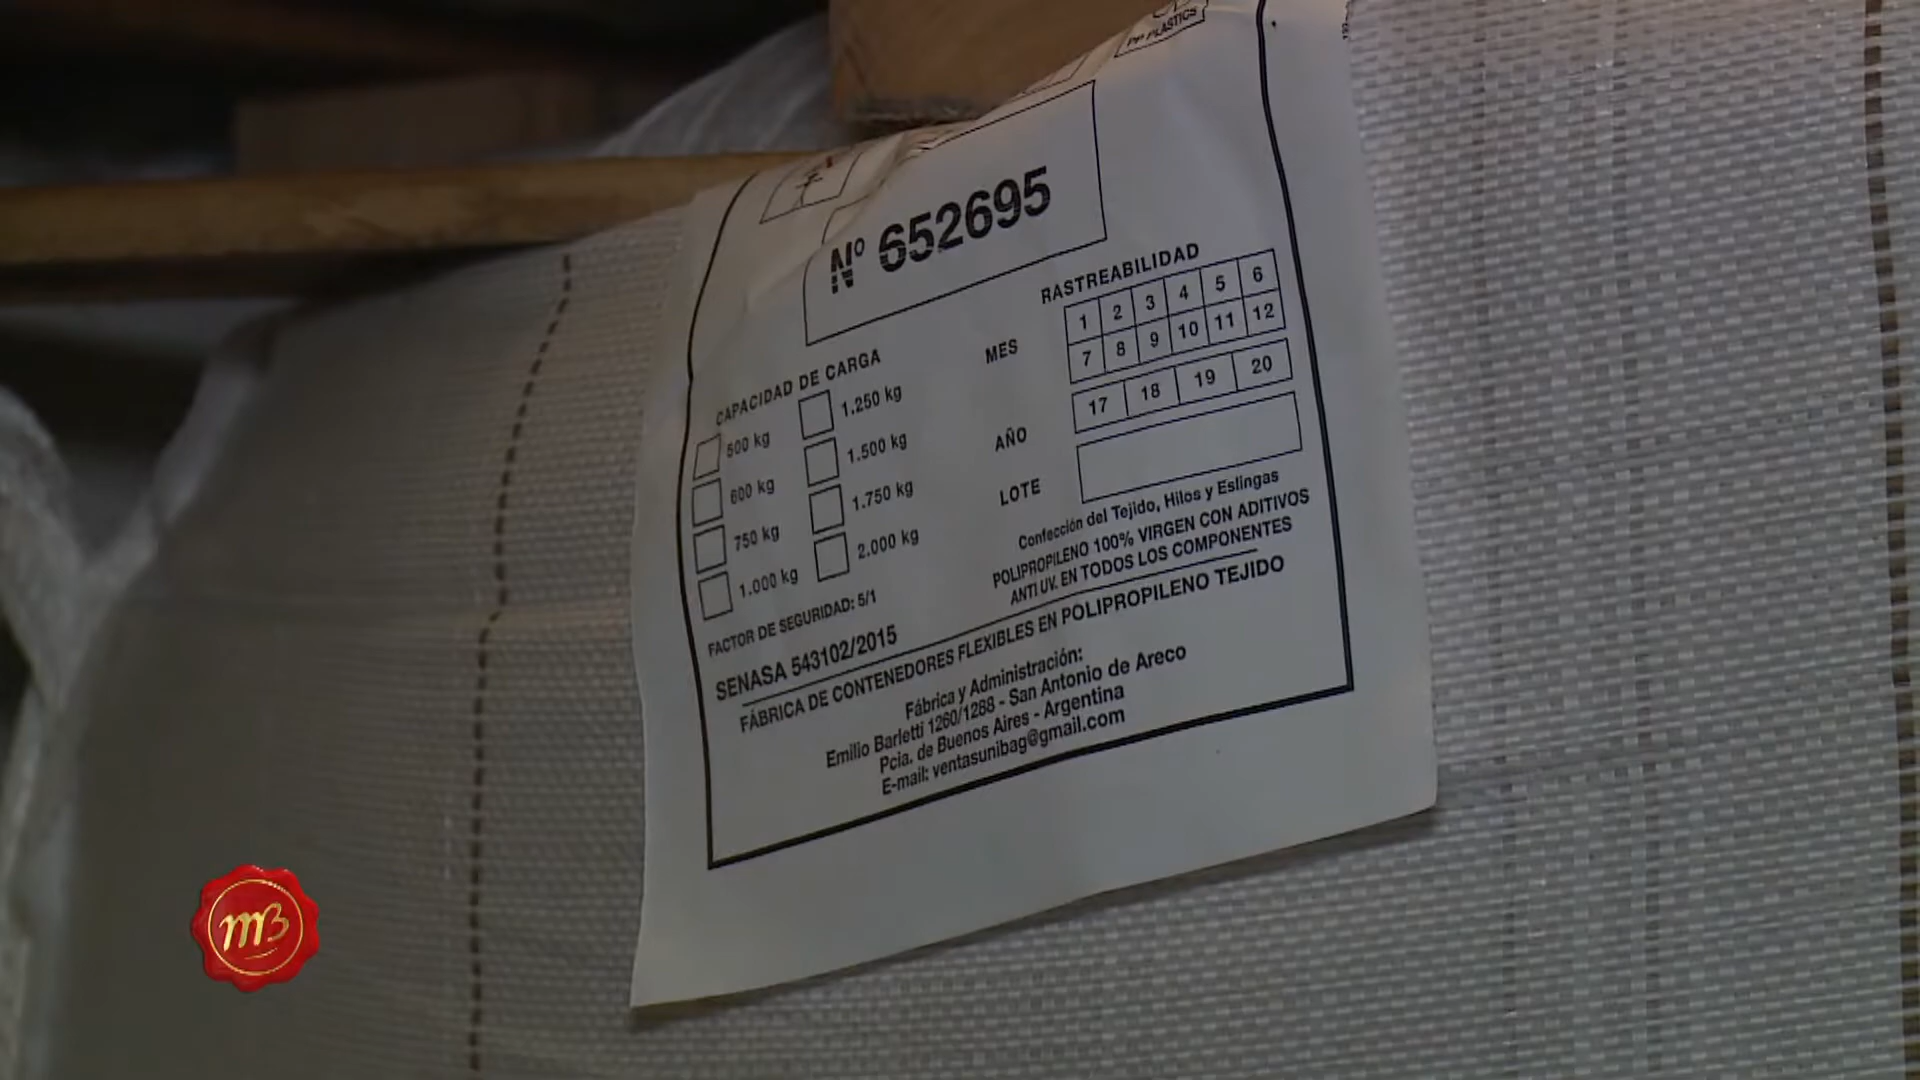 PP PLASTICS
Nº 652695
RASTREABILIDAD
MES
1 2 3 4 5 6
7 8 9 10 11 12
AÑO
17 18 19 20
LOTE
CAPACIDAD DE CARGA
500 kg
1.250 kg
600 kg
1.500 kg
750 kg
1.750 kg
1.000 kg
2.000 kg
FACTOR DE SEGURIDAD: 5/1
SENASA 543102/2015
Confección del Tejido, Hilos y Eslingas
POLIPROPILENO 100% VIRGEN CON ADITIVOS
ANTI UV. EN TODOS LOS COMPONENTES
FÁBRICA DE CONTENEDORES FLEXIBLES EN POLIPROPILENO TEJIDO
Fábrica y Administración:
Emilio Barletti 1260/1288 - San Antonio de Areco
Pcia. de Buenos Aires - Argentina
E-mail: ventasunibag@gmail.com
mB